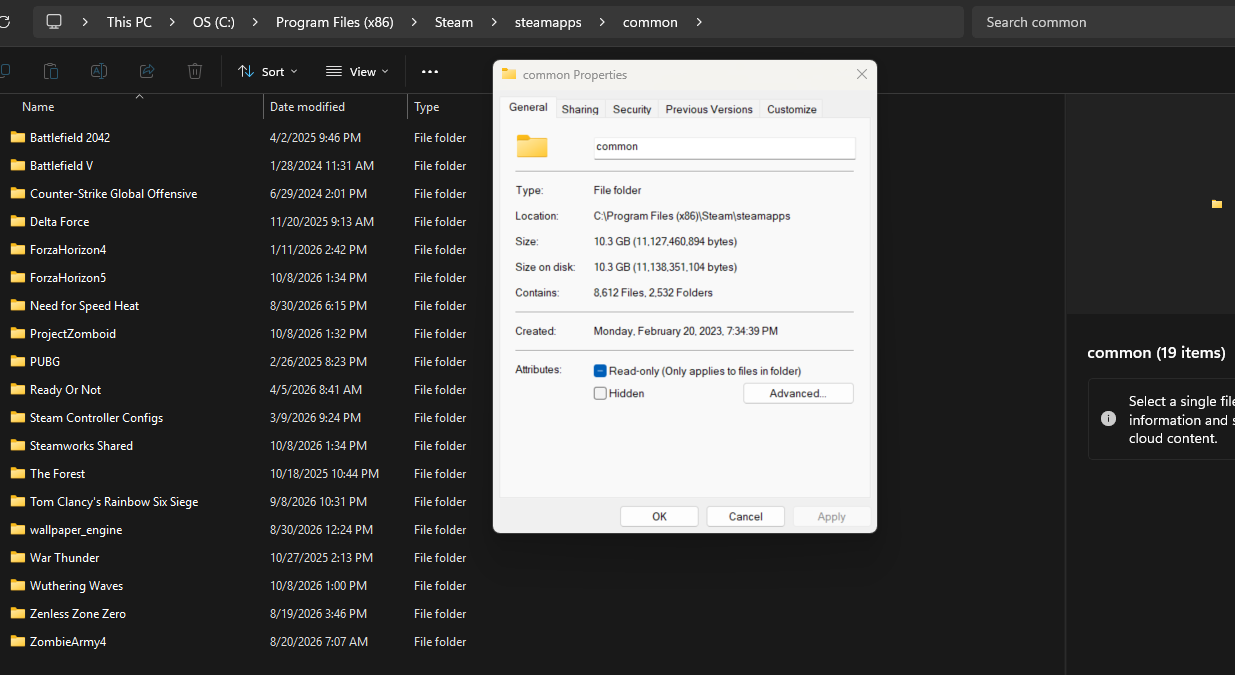 This PC > OS (C:) > Program Files (x86) > Steam > steamapps > common >
Search common
Sort
View
Name Date modified Type
Battlefield 2042 4/2/2025 9:46 PM File folder
Battlefield V 1/28/2024 11:31 AM File folder
Counter-Strike Global Offensive 6/29/2024 2:01 PM File folder
Delta Force 11/20/2025 9:13 AM File folder
ForzaHorizon4 1/11/2026 2:42 PM File folder
ForzaHorizon5 10/8/2026 1:34 PM File folder
Need for Speed Heat 8/30/2026 6:15 PM File folder
ProjectZomboid 10/8/2026 1:32 PM File folder
PUBG 2/26/2025 8:23 PM File folder
Ready Or Not 4/5/2026 8:41 AM File folder
Steam Controller Configs 3/9/2026 9:24 PM File folder
Steamworks Shared 10/8/2026 1:34 PM File folder
The Forest 10/18/2025 10:44 PM File folder
Tom Clancy's Rainbow Six Siege 9/8/2026 10:31 PM File folder
wallpaper_engine 8/30/2026 12:24 PM File folder
War Thunder 10/27/2025 2:13 PM File folder
Wuthering Waves 10/8/2026 1:00 PM File folder
Zenless Zone Zero 8/19/2026 3:46 PM File folder
ZombieArmy4 8/20/2026 7:07 AM File folder
common Properties
General Sharing Security Previous Versions Customize
common
Type: File folder
Location: C:\Program Files (x86)\Steam\steamapps
Size: 10.3 GB (11,127,460,894 bytes)
Size on disk: 10.3 GB (11,138,351,104 bytes)
Contains: 8,612 Files, 2,532 Folders
Created: Monday, February 20, 2023, 7:34:39 PM
Attributes: Read-only (Only applies to files in folder)
Hidden Advanced...
OK Cancel Apply
common (19 items)
Select a single file
information and s
cloud content.